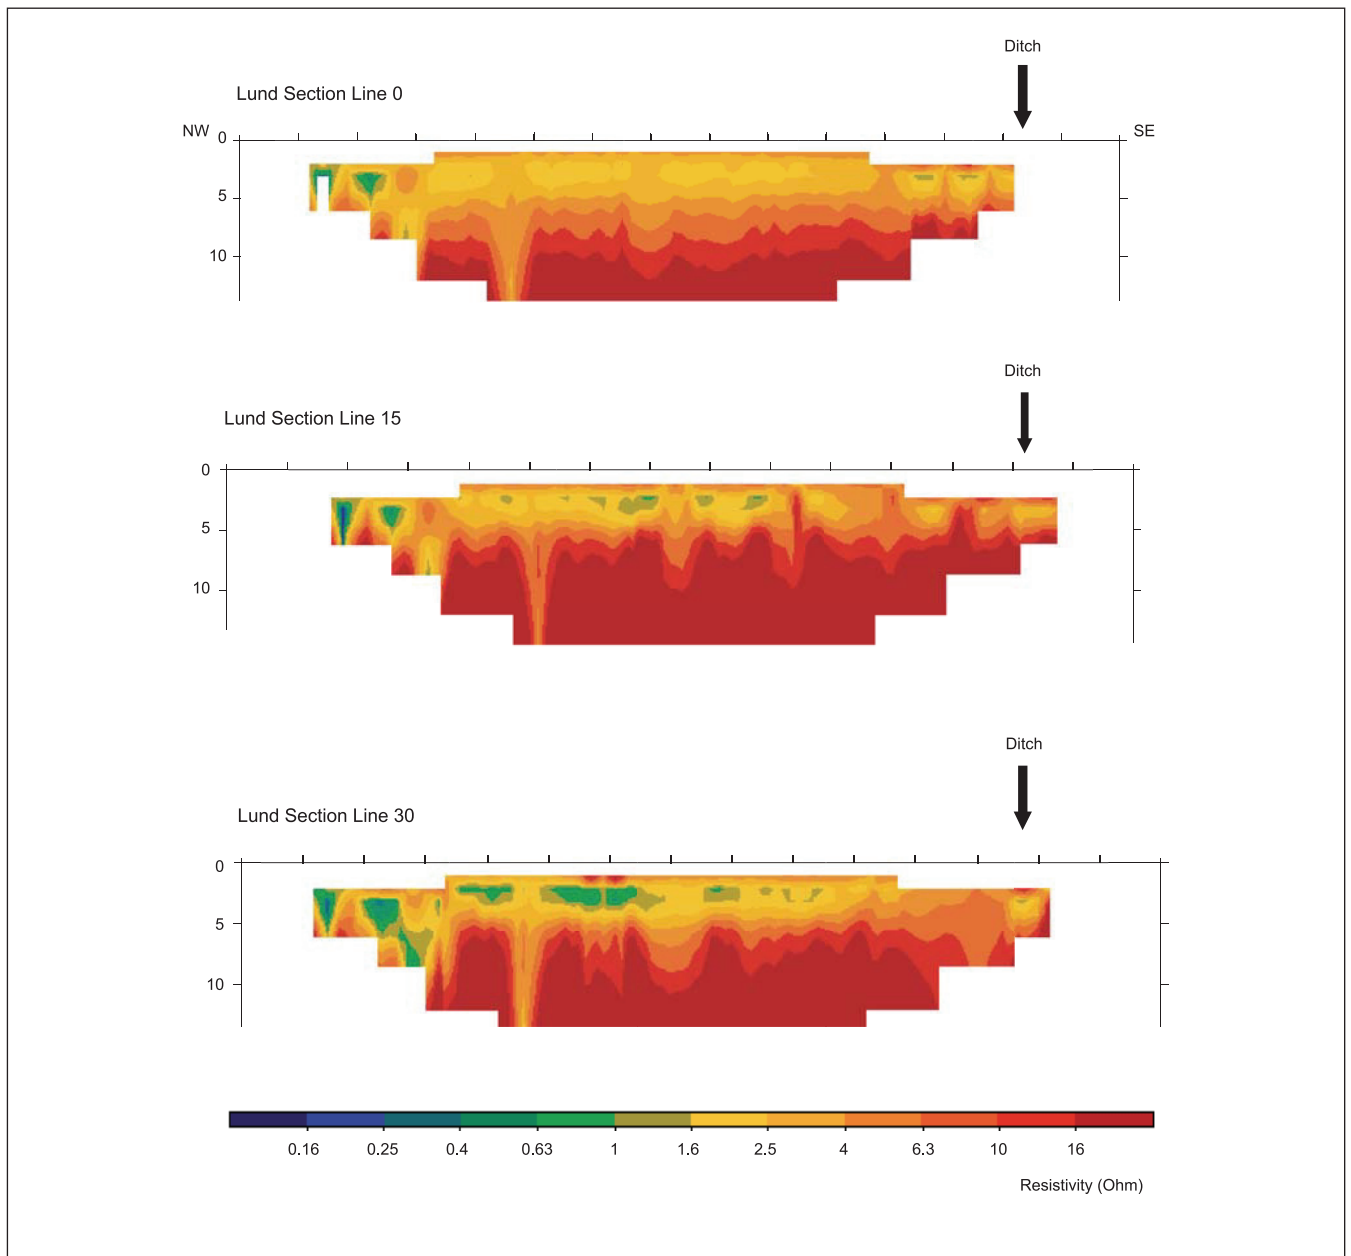 Ditch
Lund Section Line 0
NW 0 SE
5
10
Ditch
Lund Section Line 15
0
5
10
Ditch
Lund Section Line 30
0
5
10
0.16 0.25 0.4 0.63 1 1.6 2.5 4 6.3 10 16
Resistivity (Ohm)